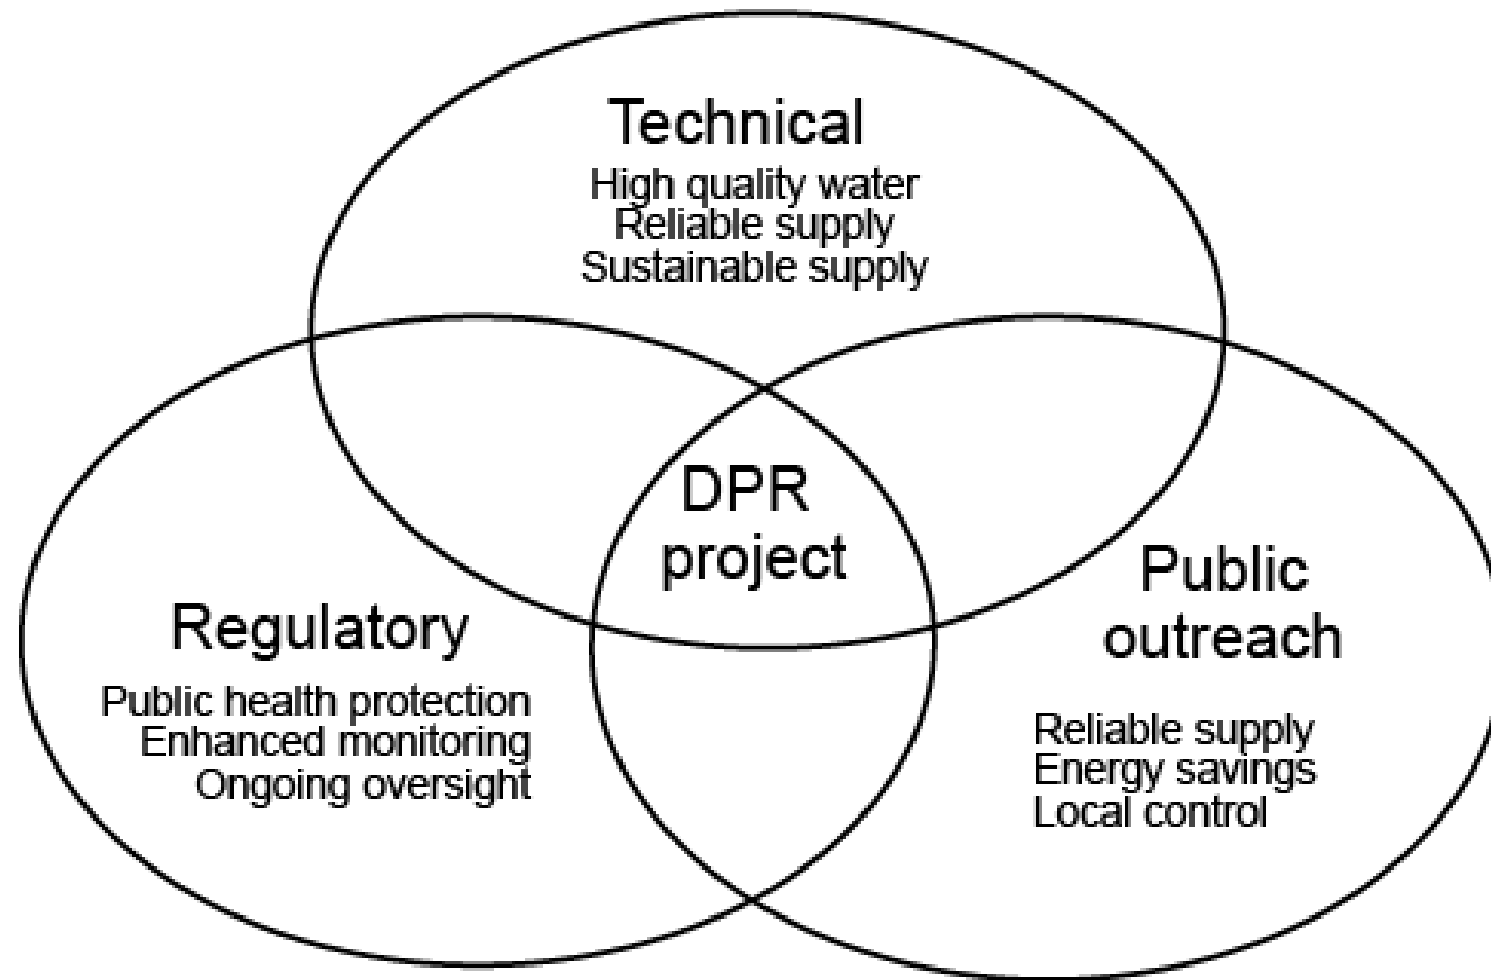 Technical
High quality water
Reliable supply
Sustainable supply
DPR
project
Regulatory
Public health protection
Enhanced monitoring
Ongoing oversight
Public
outreach
Reliable supply
Energy savings
Local control